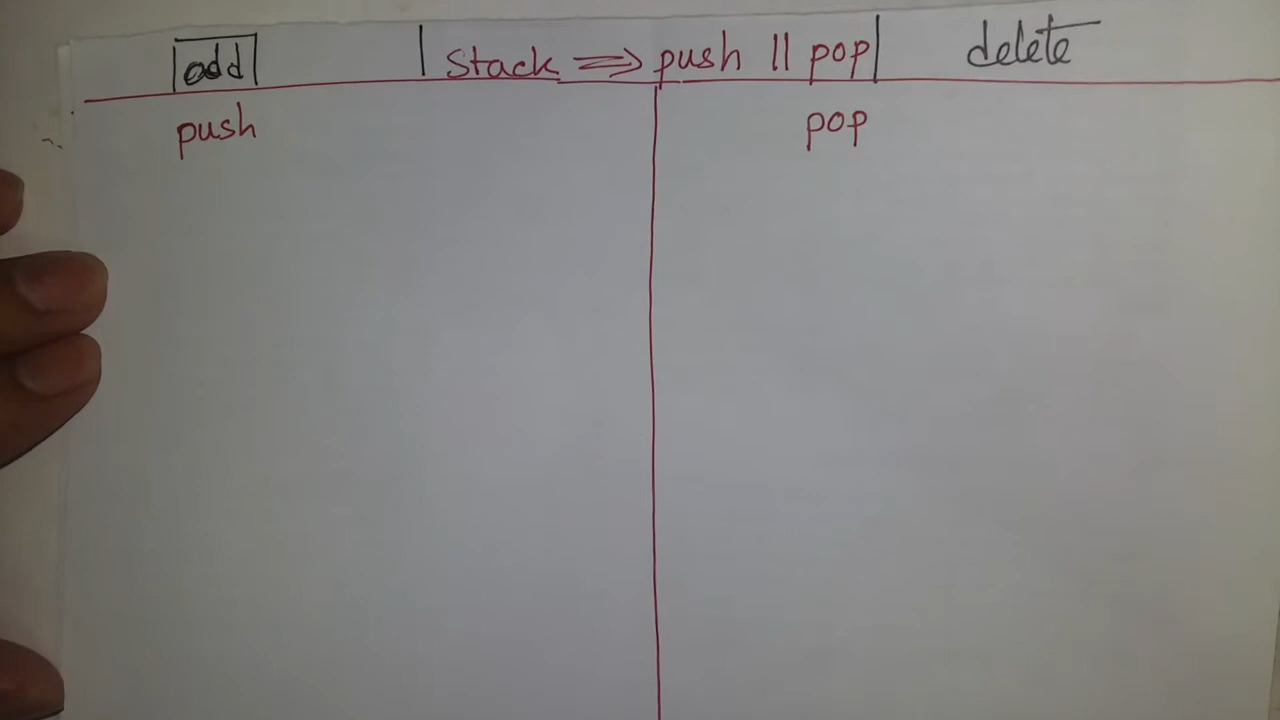 add | Stack ⇒ push || pop | delete
push pop